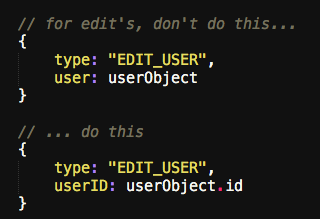 // for edit's, don't do this...
{
    type: "EDIT_USER",
    user: userObject
}
// ... do this
{
    type: "EDIT_USER",
    userID: userObject.id
}